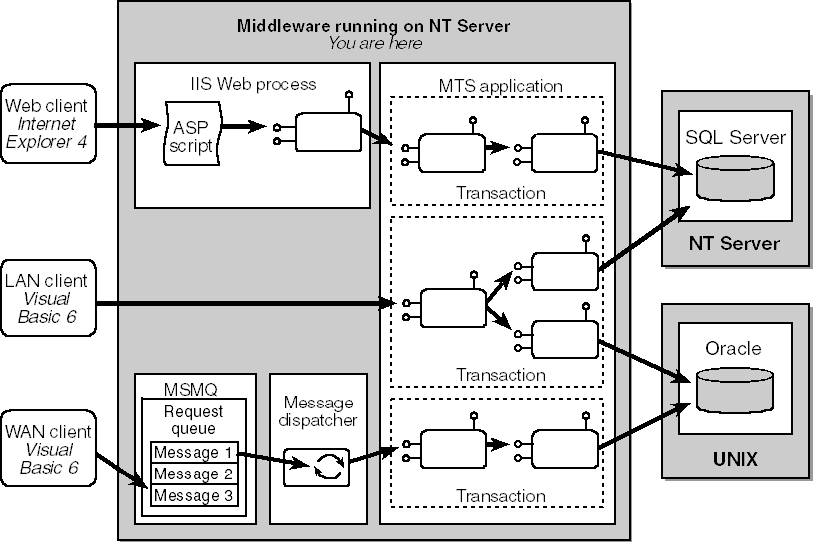 Middleware running on NT Server
You are here
IIS Web process
MTS application
Web client
Internet
Explorer 4
ASP
script
Transaction
SQL Server
NT Server
LAN client
Visual
Basic 6
Transaction
Oracle
UNIX
MSMQ
Request
queue
Message 1
Message 2
Message 3
Message
dispatcher
WAN client
Visual
Basic 6
Transaction